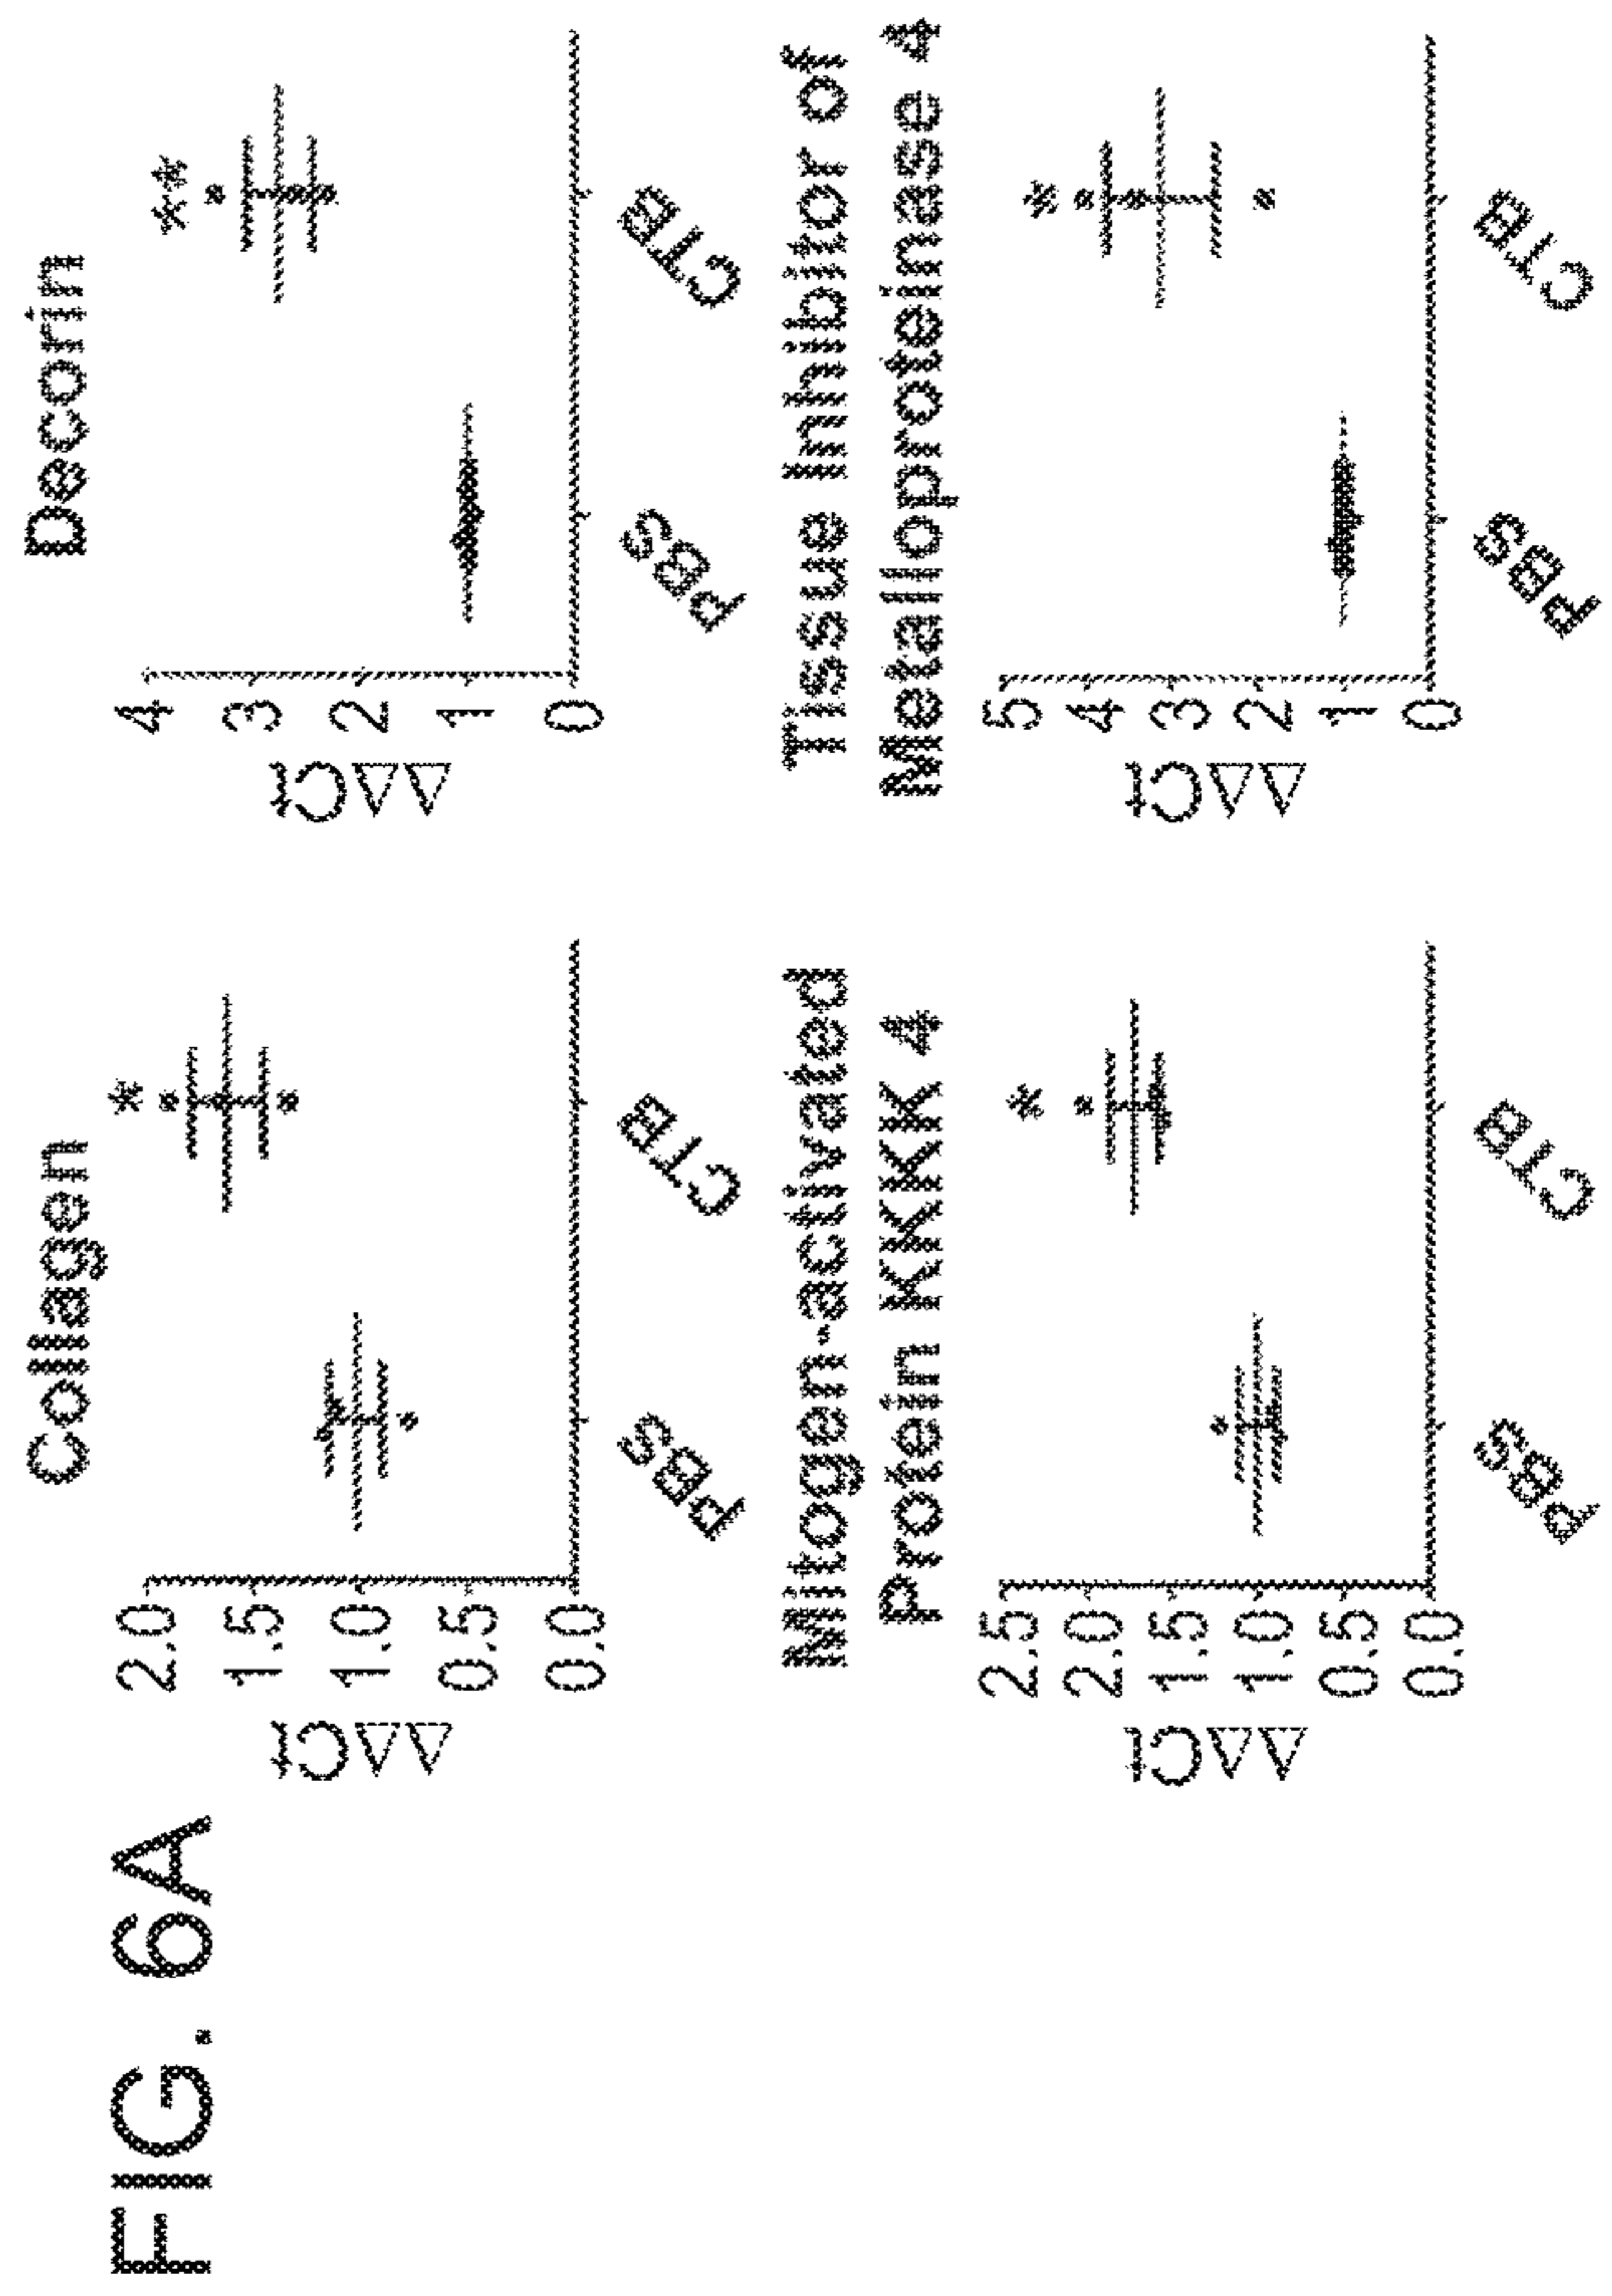 FIG. 6A
Collagen
*
ΔΔCt
2.0
1.5
1.0
0.5
0.0
PBS
CTB
Decorin
**
ΔΔCt
4
3
2
1
0
PBS
CTB
Mitogen-activated
Protein KKKK 4
*
ΔΔCt
2.5
2.0
1.5
1.0
0.5
0.0
PBS
CTB
Tissue Inhibitor of
Metalloproteinase 4
*
ΔΔCt
5
4
3
2
1
0
PBS
CTB